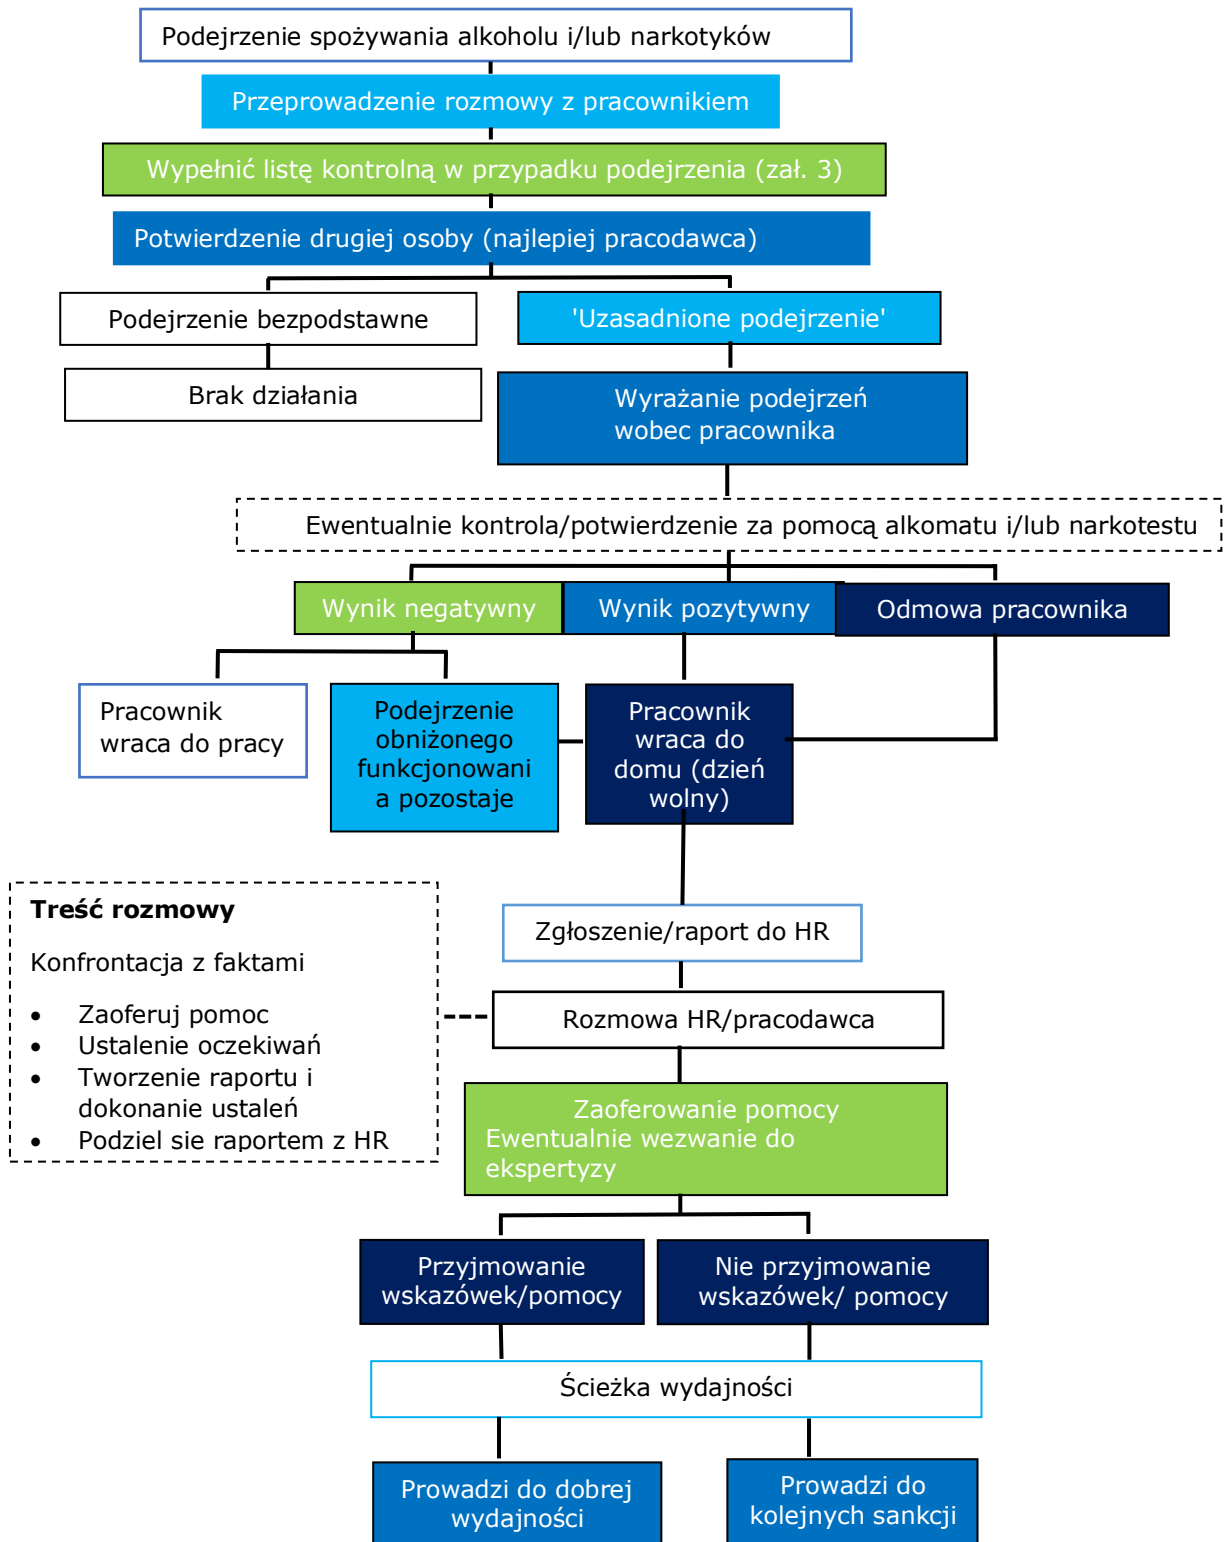 Podejrzenie spożywania alkoholu i/lub narkotyków
Przeprowadzenie rozmowy z pracownikiem
Wypełnić listę kontrolną w przypadku podejrzenia (zał. 3)
Potwierdzenie drugiej osoby (najlepiej pracodawca)
Podejrzenie bezpodstawne
'Uzasadnione podejrzenie'
Brak działania
Wyrażanie podejrzeń
wobec pracownika
Ewentualnie kontrola/potwierdzenie za pomocą alkomatu i/lub narkotestu
Wynik negatywny
Wynik pozytywny
Odmowa pracownika
Pracownik
wraca do pracy
Podejrzenie
obniżonego
funkcjonowani
a pozostaje
Pracownik
wraca do
domu (dzień
wolny)
Treść rozmowy
Konfrontacja z faktami
• Zaoferuj pomoc
• Ustalenie oczekiwań
• Tworzenie raportu i
dokonanie ustaleń
• Podziel sie raportem z HR
Zgłoszenie/raport do HR
Rozmowa HR/pracodawca
Zaoferowanie pomocy
Ewentualnie wezwanie do
ekspertyzy
Przyjmowanie
wskazówek/pomocy
Nie przyjmowanie
wskazówek/ pomocy
Ścieżka wydajności
Prowadzi do dobrej
wydajności
Prowadzi do
kolejnych sankcji